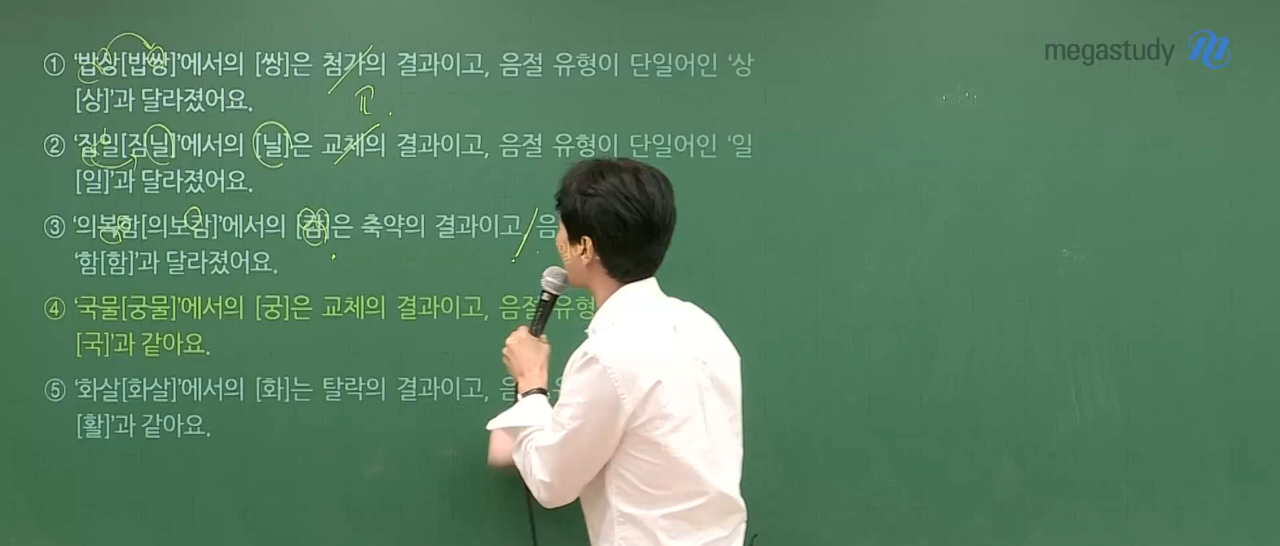 megastudy
① ‘밥상[밥쌍]’에서의 [쌍]은 첨가의 결과이고, 음절 유형이 단일어인 ‘상
[상]’과 달라졌어요.
② ‘집일[짐닐]’에서의 [닐]은 교체의 결과이고, 음절 유형이 단일어인 ‘일
[일]’과 달라졌어요.
③ ‘의복함[의보캄]’에서의 [캄]은 축약의 결과이고, 음
‘함[함]’과 달라졌어요.
④ ‘국물[궁물]’에서의 [궁]은 교체의 결과이고, 음절 유형
[국]’과 같아요.
⑤ ‘화살[화살]’에서의 [화]는 탈락의 결과이고,
[활]’과 같아요.